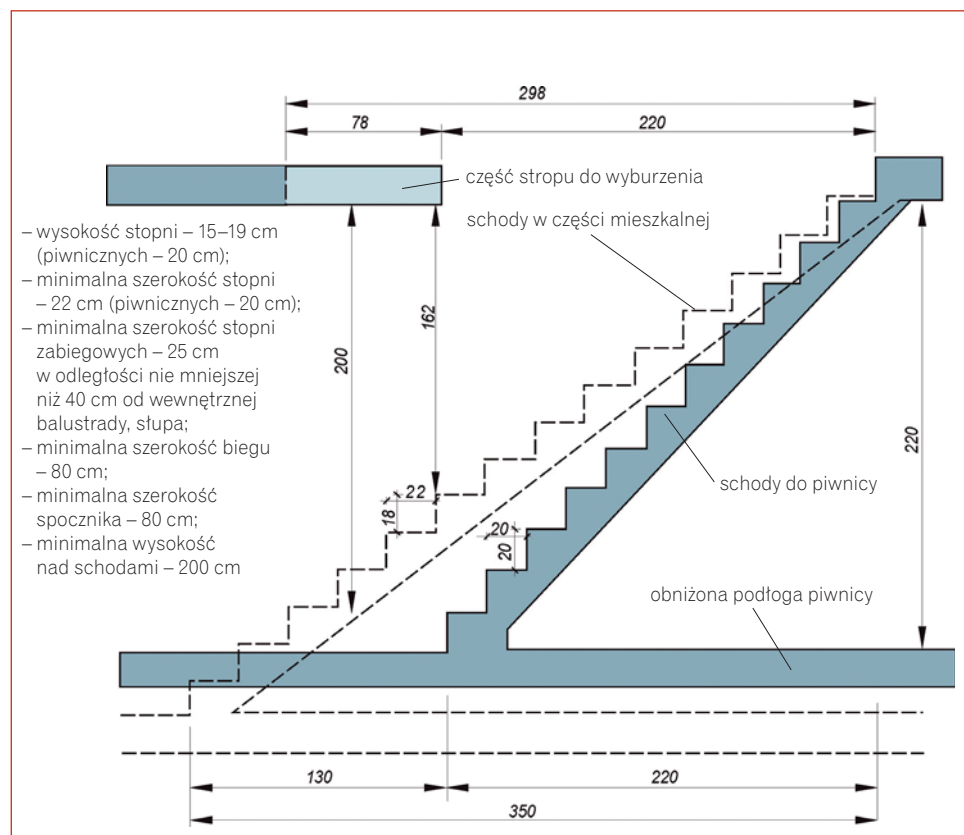 298
78
220
część stropu do wyburzenia
schody w części mieszkalnej
– wysokość stopni – 15–19 cm
(piwnicznych – 20 cm);
– minimalna szerokość stopni
– 22 cm (piwnicznych – 20 cm);
– minimalna szerokość stopni
zabiegowych – 25 cm
w odległości nie mniejszej
niż 40 cm od wewnętrznej
balustrady, słupa;
– minimalna szerokość biegu
– 80 cm;
– minimalna szerokość
spocznika – 80 cm;
– minimalna wysokość
nad schodami – 200 cm
200
162
220
22
18
20
20
schody do piwnicy
obniżona podłoga piwnicy
130
220
350